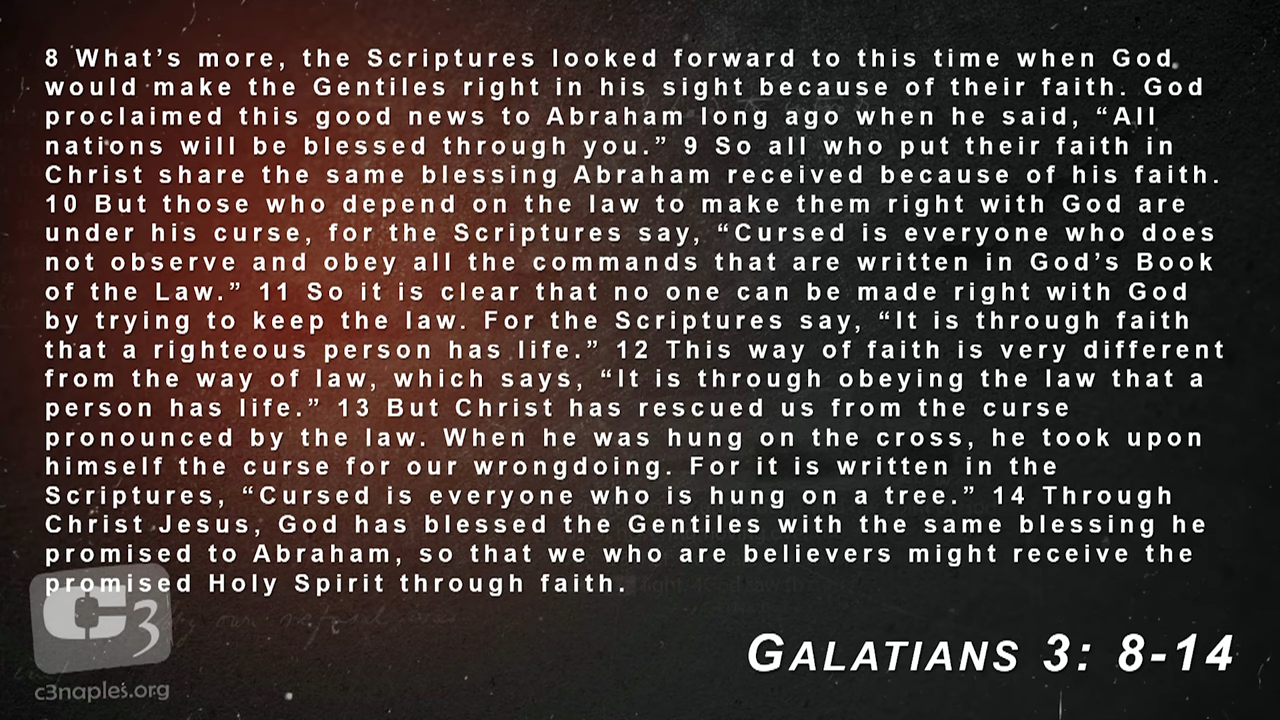 8 What’s more, the Scriptures looked forward to this time when God
would make the Gentiles right in his sight because of their faith. God
proclaimed this good news to Abraham long ago when he said, “All
nations will be blessed through you.” 9 So all who put their faith in
Christ share the same blessing Abraham received because of his faith.
10 But those who depend on the law to make them right with God are
under his curse, for the Scriptures say, “Cursed is everyone who does
not observe and obey all the commands that are written in God’s Book
of the Law.” 11 So it is clear that no one can be made right with God
by trying to keep the law. For the Scriptures say, “It is through faith
that a righteous person has life.” 12 This way of faith is very different
from the way of law, which says, “It is through obeying the law that a
person has life.” 13 But Christ has rescued us from the curse
pronounced by the law. When he was hung on the cross, he took upon
himself the curse for our wrongdoing. For it is written in the
Scriptures, “Cursed is everyone who is hung on a tree.” 14 Through
Christ Jesus, God has blessed the Gentiles with the same blessing he
promised to Abraham, so that we who are believers might receive the
promised Holy Spirit through faith.
C3
c3naples.org
GALATIANS 3: 8-14